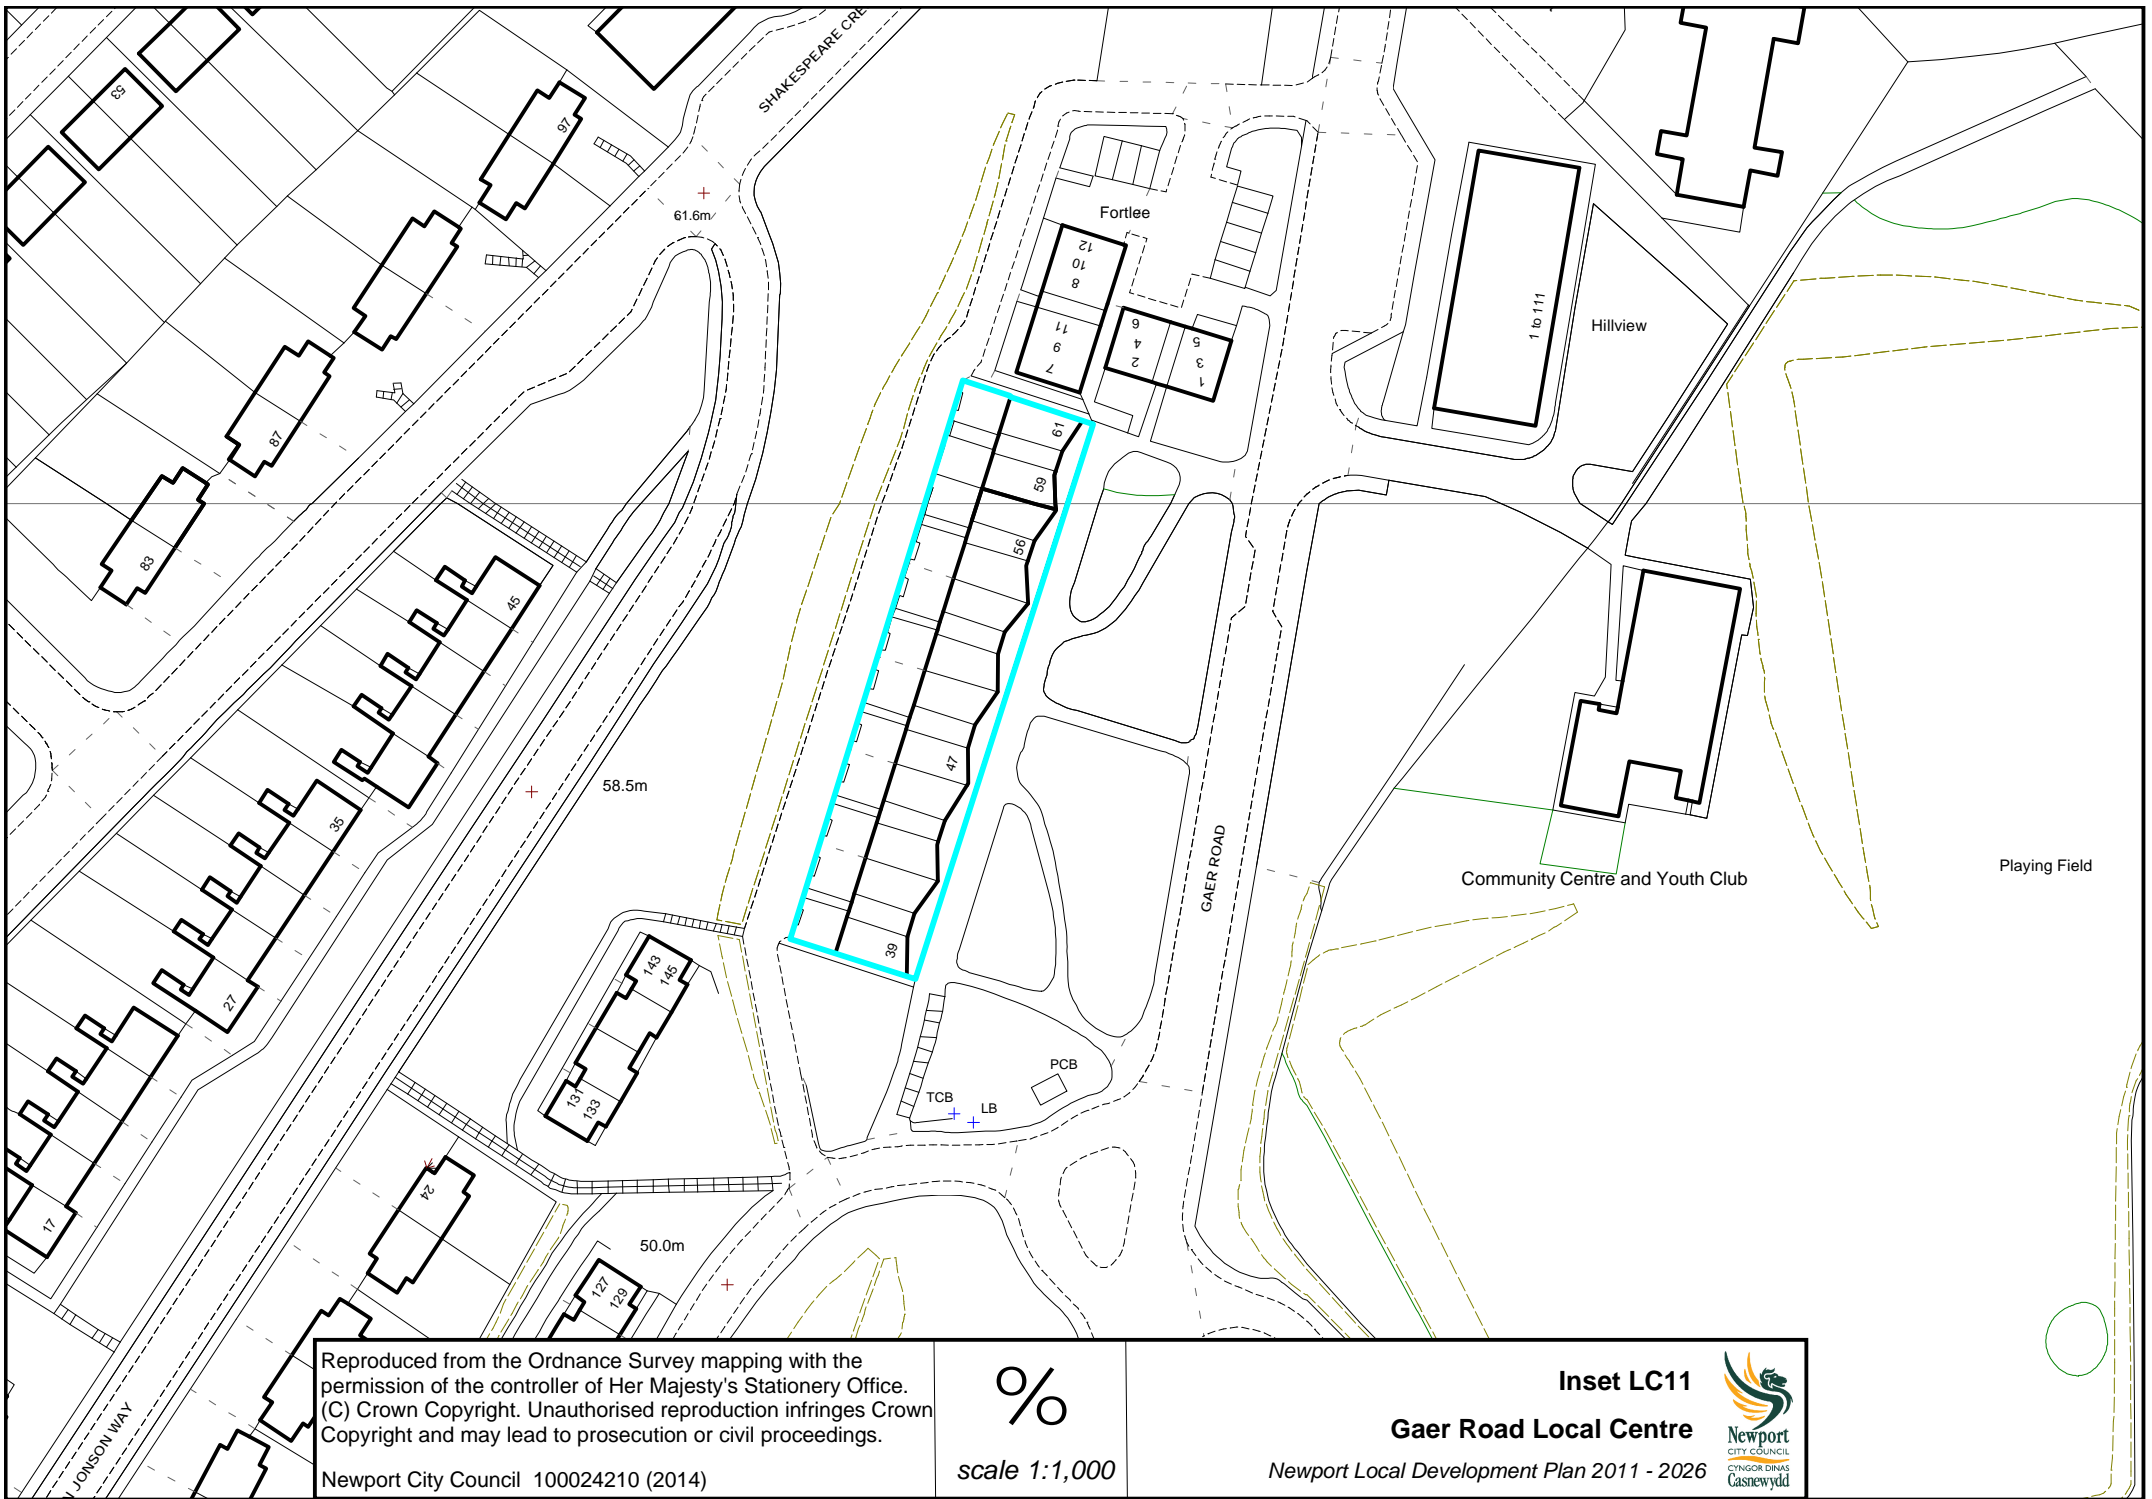 SHAKESPEARE CRE
53
97
61.6m
Fortlee
12
10
8
11
9
7
6
4
2
5
3
1
1 to 111
Hillview
87
83
61
59
56
47
39
45
35
27
17
58.5m
GAER ROAD
Community Centre and Youth Club
Playing Field
143
145
131
133
TCB
LB
PCB
24
50.0m
127
129
N JONSON WAY
Reproduced from the Ordnance Survey mapping with the
permission of the controller of Her Majesty's Stationery Office.
(C) Crown Copyright. Unauthorised reproduction infringes Crown
Copyright and may lead to prosecution or civil proceedings.
Newport City Council 100024210 (2014)
%
scale 1:1,000
Inset LC11
Gaer Road Local Centre
Newport Local Development Plan 2011 - 2026
Newport
CITY COUNCIL
CYNGOR DINAS
Casnewydd